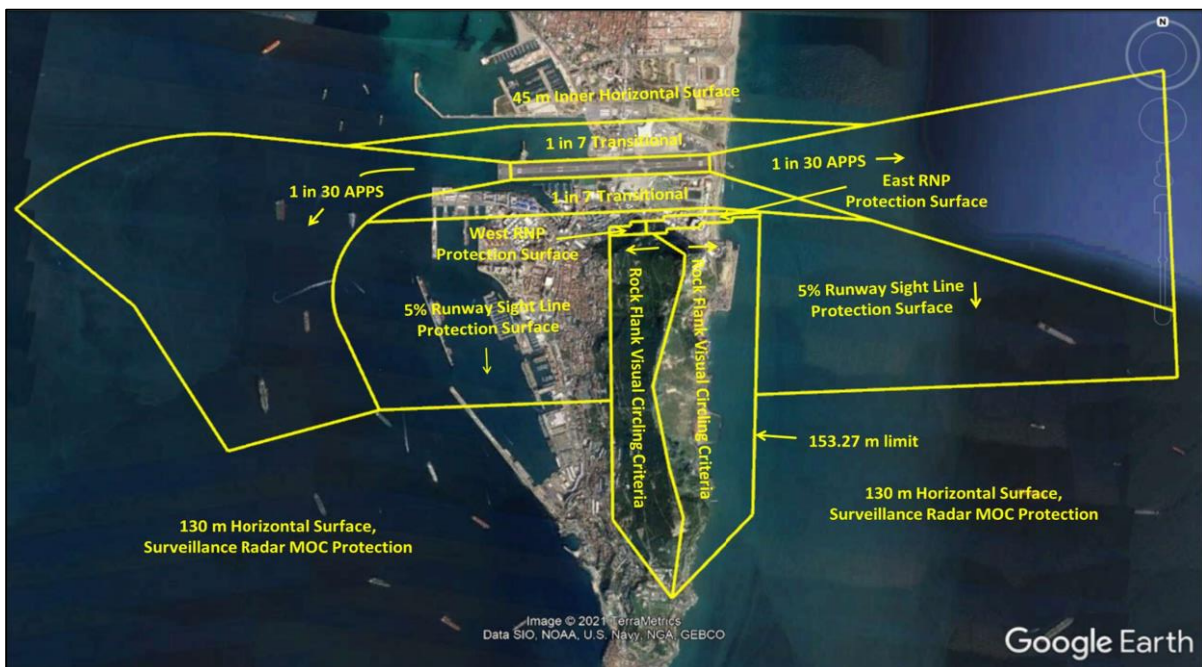 N
45 m Inner Horizontal Surface
1 in 7 Transitional
1 in 30 APPS
1 in 30 APPS
East RNP
Protection Surface
1 in 7 Transitional
West RNP
Protection Surface
Rock Flank Visual Circling Criteria
Rock Flank Visual Circling Criteria
5% Runway Sight Line
Protection Surface
5% Runway Sight Line
Protection Surface
153.27 m limit
130 m Horizontal Surface,
Surveillance Radar MOC Protection
130 m Horizontal Surface,
Surveillance Radar MOC Protection
Image © 2021 TerraMetrics
Data SIO, NOAA, U.S. Navy, NGA, GEBCO
Google Earth